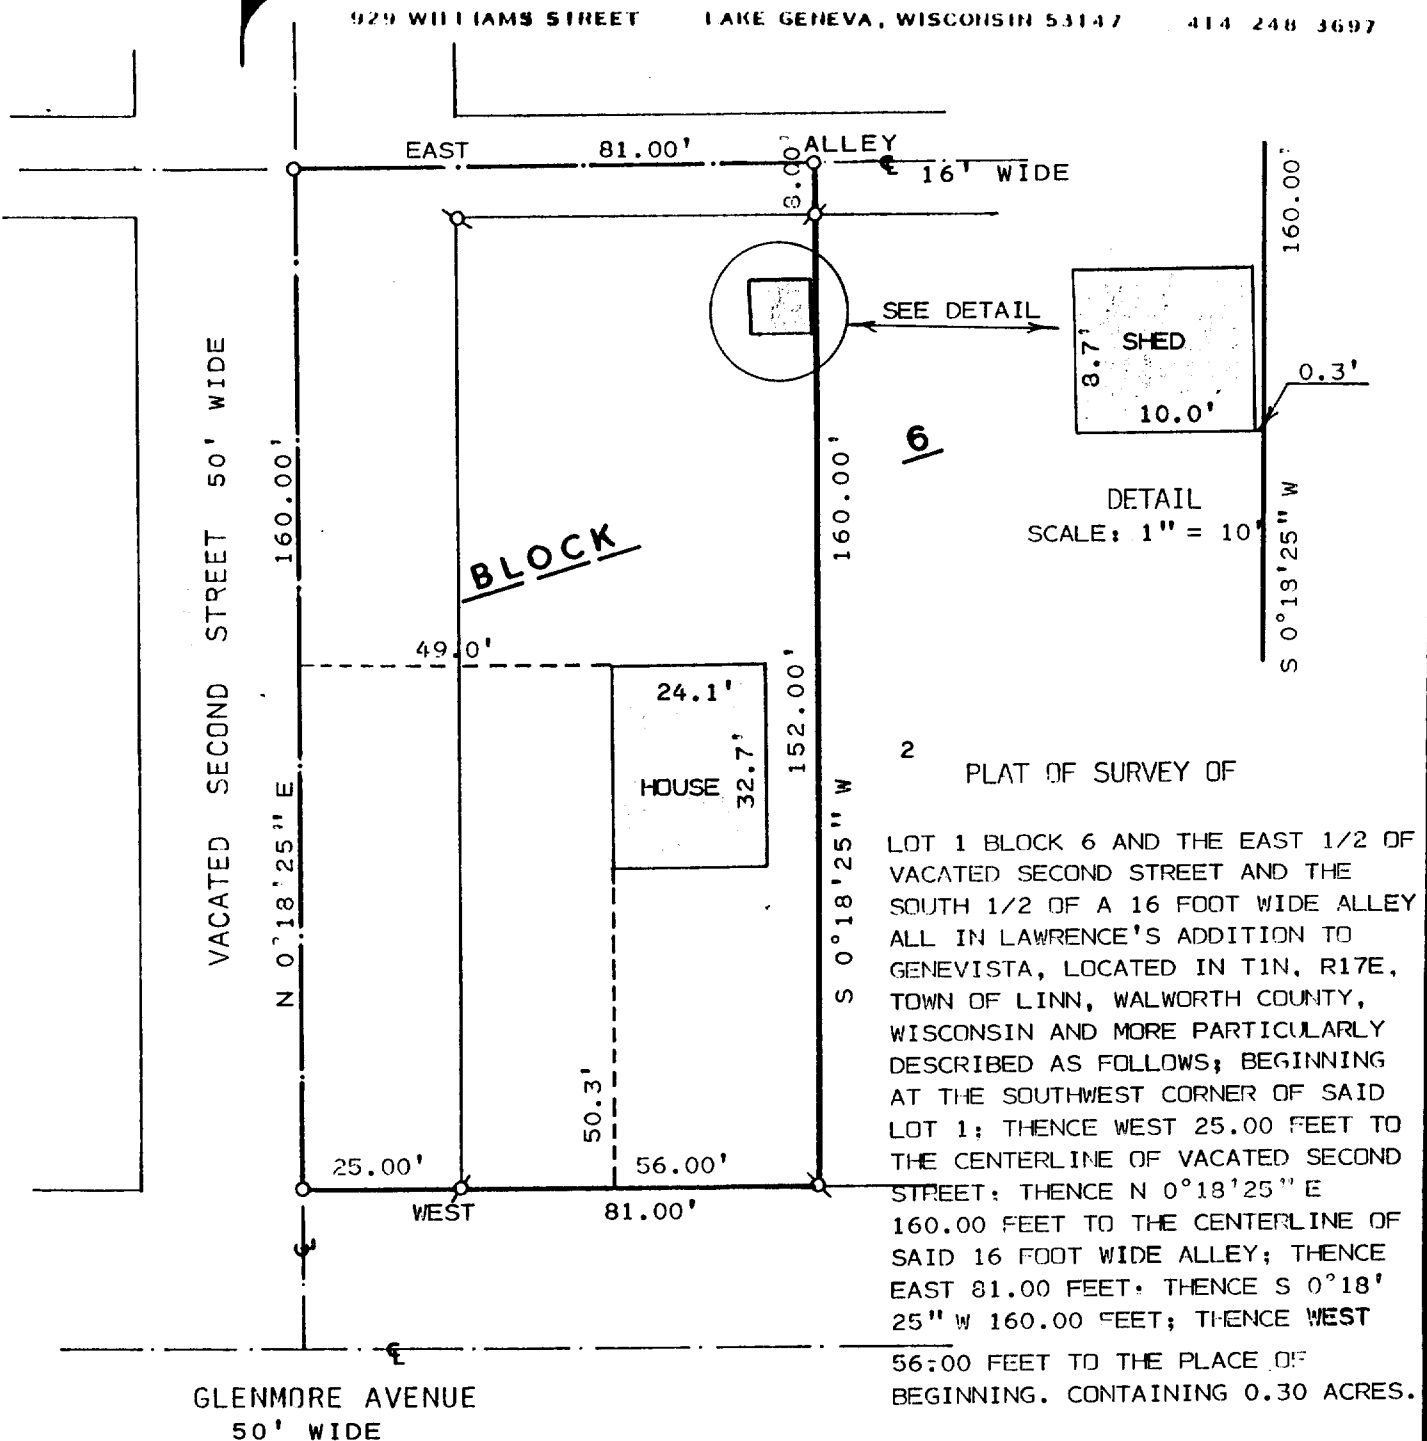 929 WILLIAMS STREET LAKE GENEVA, WISCONSIN 53147 414 248 3697
EAST 81.00' ALLEY
℄ 16' WIDE
8.00'
160.00'
SEE DETAIL
SHED
8.7'
10.0'
0.3'
DETAIL
SCALE: 1" = 10'
S 0°18'25" W
VACATED SECOND STREET 50' WIDE
160.00'
N 0°18'25" E
BLOCK
6
160.00'
S 0°18'25" W
152.00'
49.0'
24.1'
HOUSE
32.7'
50.3'
25.00' 56.00'
WEST 81.00'
℄
℄
GLENMORE AVENUE
50' WIDE
2
PLAT OF SURVEY OF
LOT 1 BLOCK 6 AND THE EAST 1/2 OF
VACATED SECOND STREET AND THE
SOUTH 1/2 OF A 16 FOOT WIDE ALLEY
ALL IN LAWRENCE'S ADDITION TO
GENEVISTA, LOCATED IN T1N, R17E,
TOWN OF LINN, WALWORTH COUNTY,
WISCONSIN AND MORE PARTICULARLY
DESCRIBED AS FOLLOWS; BEGINNING
AT THE SOUTHWEST CORNER OF SAID
LOT 1; THENCE WEST 25.00 FEET TO
THE CENTERLINE OF VACATED SECOND
STREET; THENCE N 0°18'25" E
160.00 FEET TO THE CENTERLINE OF
SAID 16 FOOT WIDE ALLEY; THENCE
EAST 81.00 FEET; THENCE S 0°18'
25" W 160.00 FEET; THENCE WEST
56.00 FEET TO THE PLACE OF
BEGINNING. CONTAINING 0.30 ACRES.